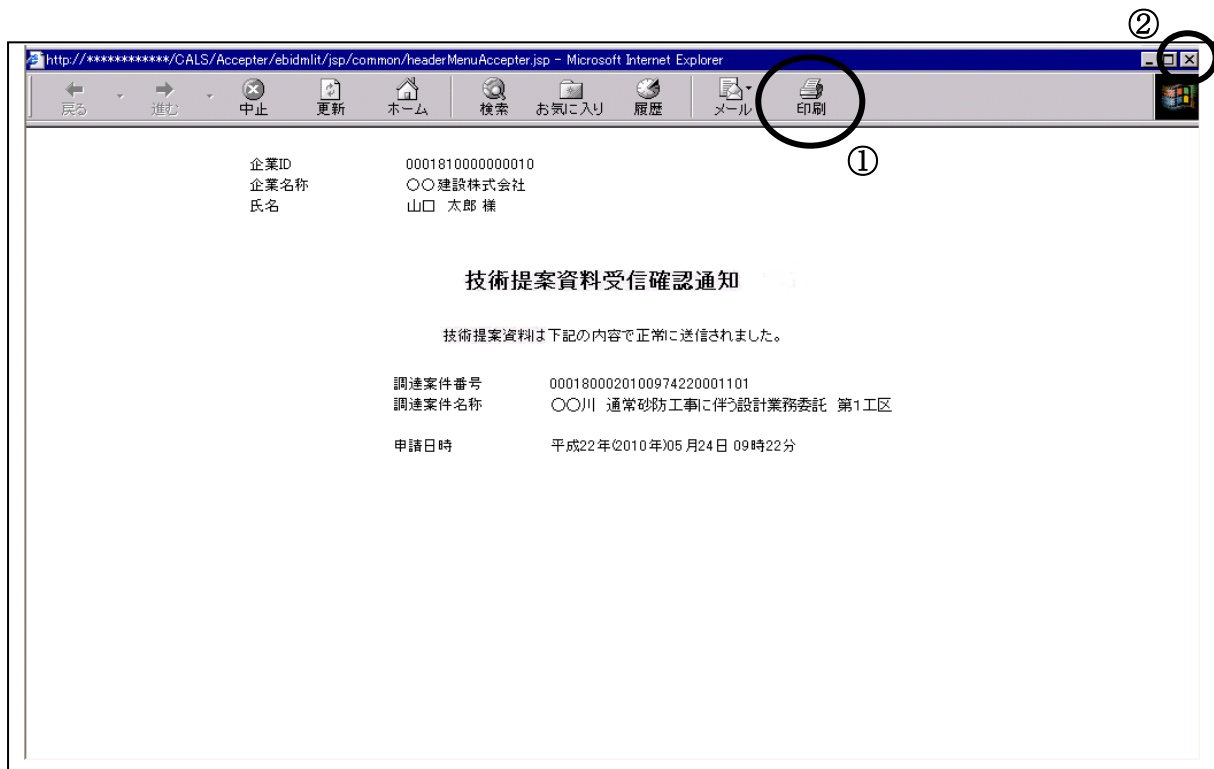 ②
http://************/CALS/Accepter/ebidmlit/jsp/common/headerMenuAccepter.jsp - Microsoft Internet Explorer
戻る 進む 中止 更新 ホーム 検索 お気に入り 履歴 メール 印刷
①
企業ID 0001810000000010
企業名称 〇〇建設株式会社
氏名 山口 太郎 様
技術提案資料受信確認通知
技術提案資料は下記の内容で正常に送信されました。
調達案件番号 0001800020100974220001101
調達案件名称 〇〇川 通常砂防工事に伴う設計業務委託 第1工区
申請日時 平成22年(2010年)05月24日 09時22分